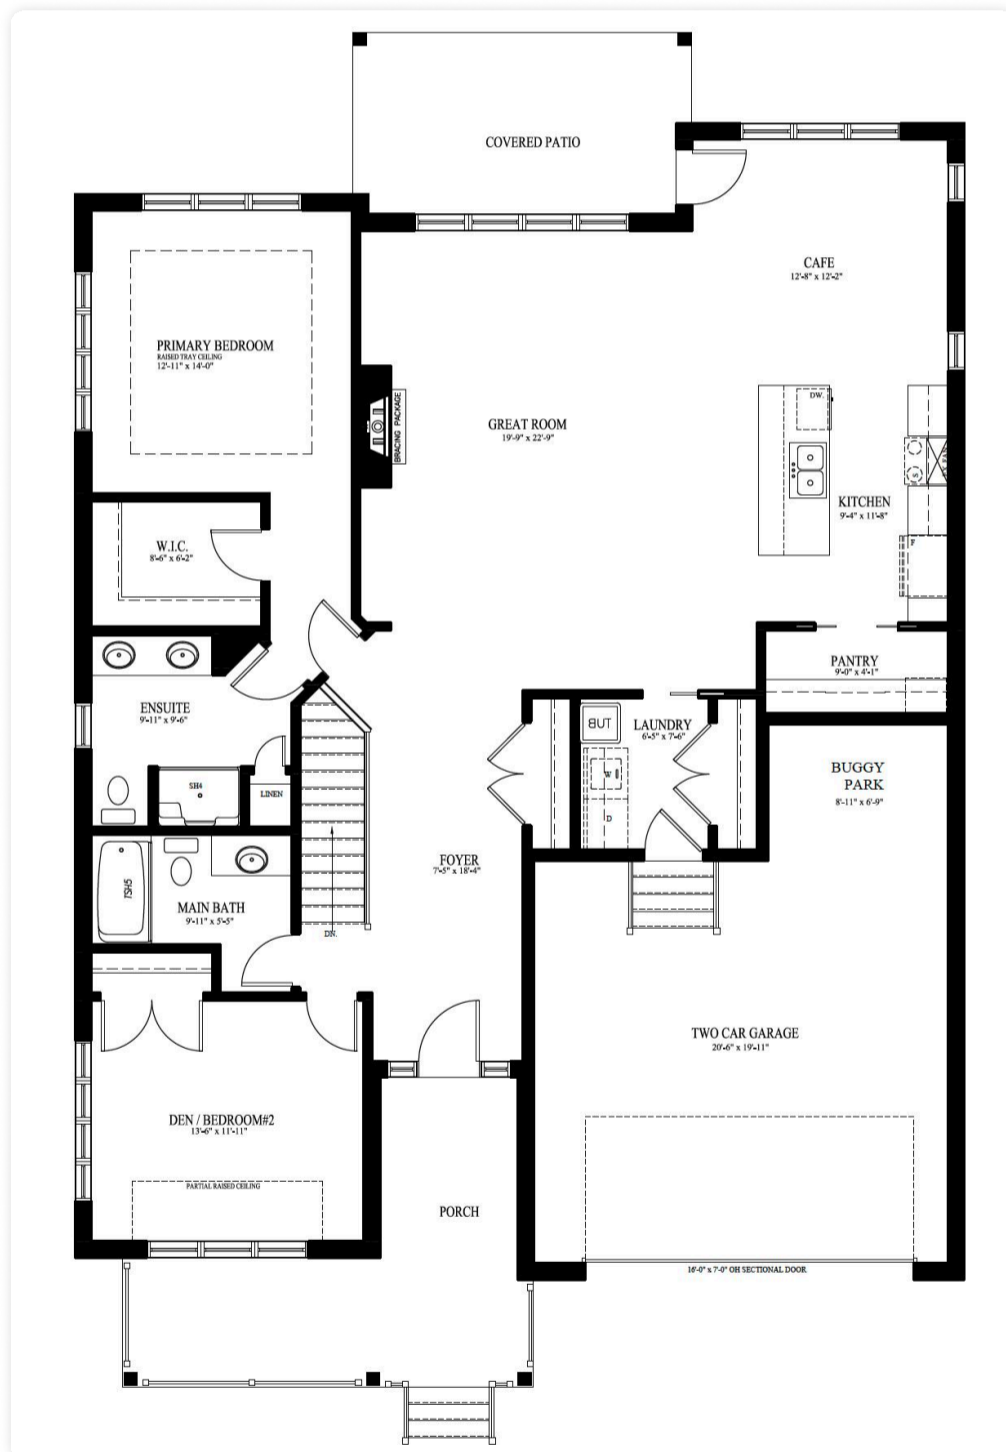 COVERED PATIO
CAFE
12'-8" x 12'-2"
PRIMARY BEDROOM
RAISED TRAY CEILING
12'-11" x 14'-0"
BRACING PACKAGE
GREAT ROOM
19'-9" x 22'-9"
DW.
S
KITCHEN
9'-4" x 11'-8"
F
W.I.C.
8'-6" x 6'-2"
PANTRY
9'-0" x 4'-1"
ENSUITE
9'-11" x 9'-6"
BUT
LAUNDRY
6'-5" x 7'-6"
W
D
BUGGY
PARK
8'-11" x 6'-9"
SH4
LINEN
FOYER
7'-5" x 18'-4"
TSH5
MAIN BATH
9'-11" x 5'-5"
DN.
TWO CAR GARAGE
20'-6" x 19'-11"
DEN / BEDROOM#2
13'-6" x 11'-11"
PARTIAL RAISED CEILING
PORCH
16'-0" x 7'-0" OH SECTIONAL DOOR